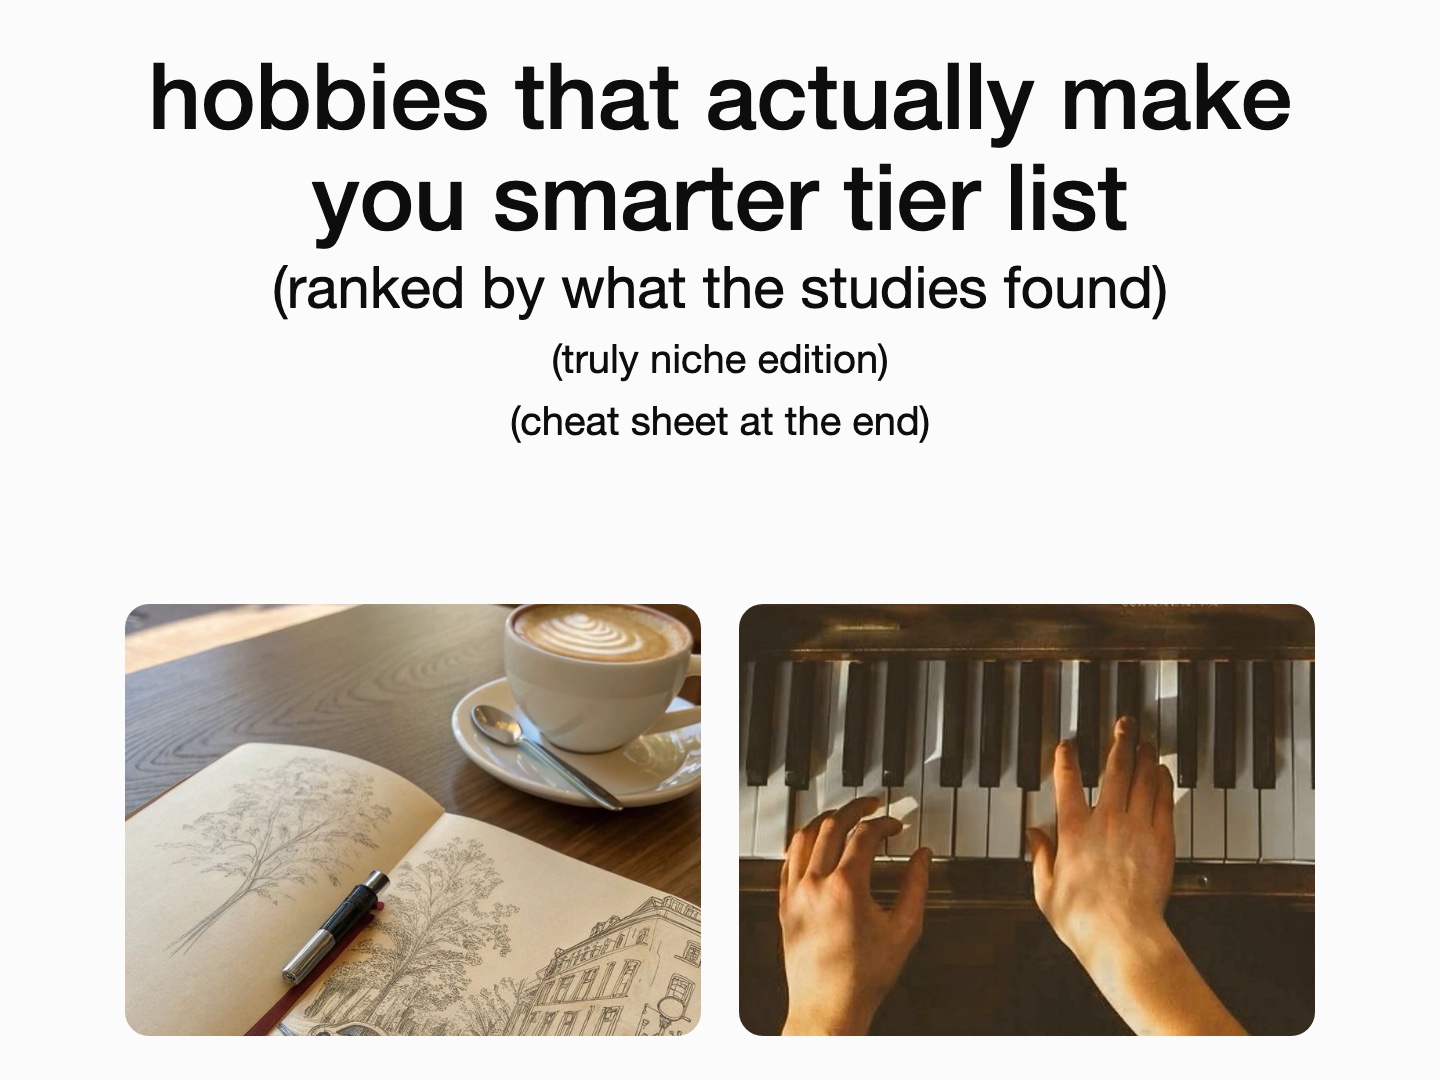 hobbies that actually make
you smarter tier list
(ranked by what the studies found)
(truly niche edition)
(cheat sheet at the end)